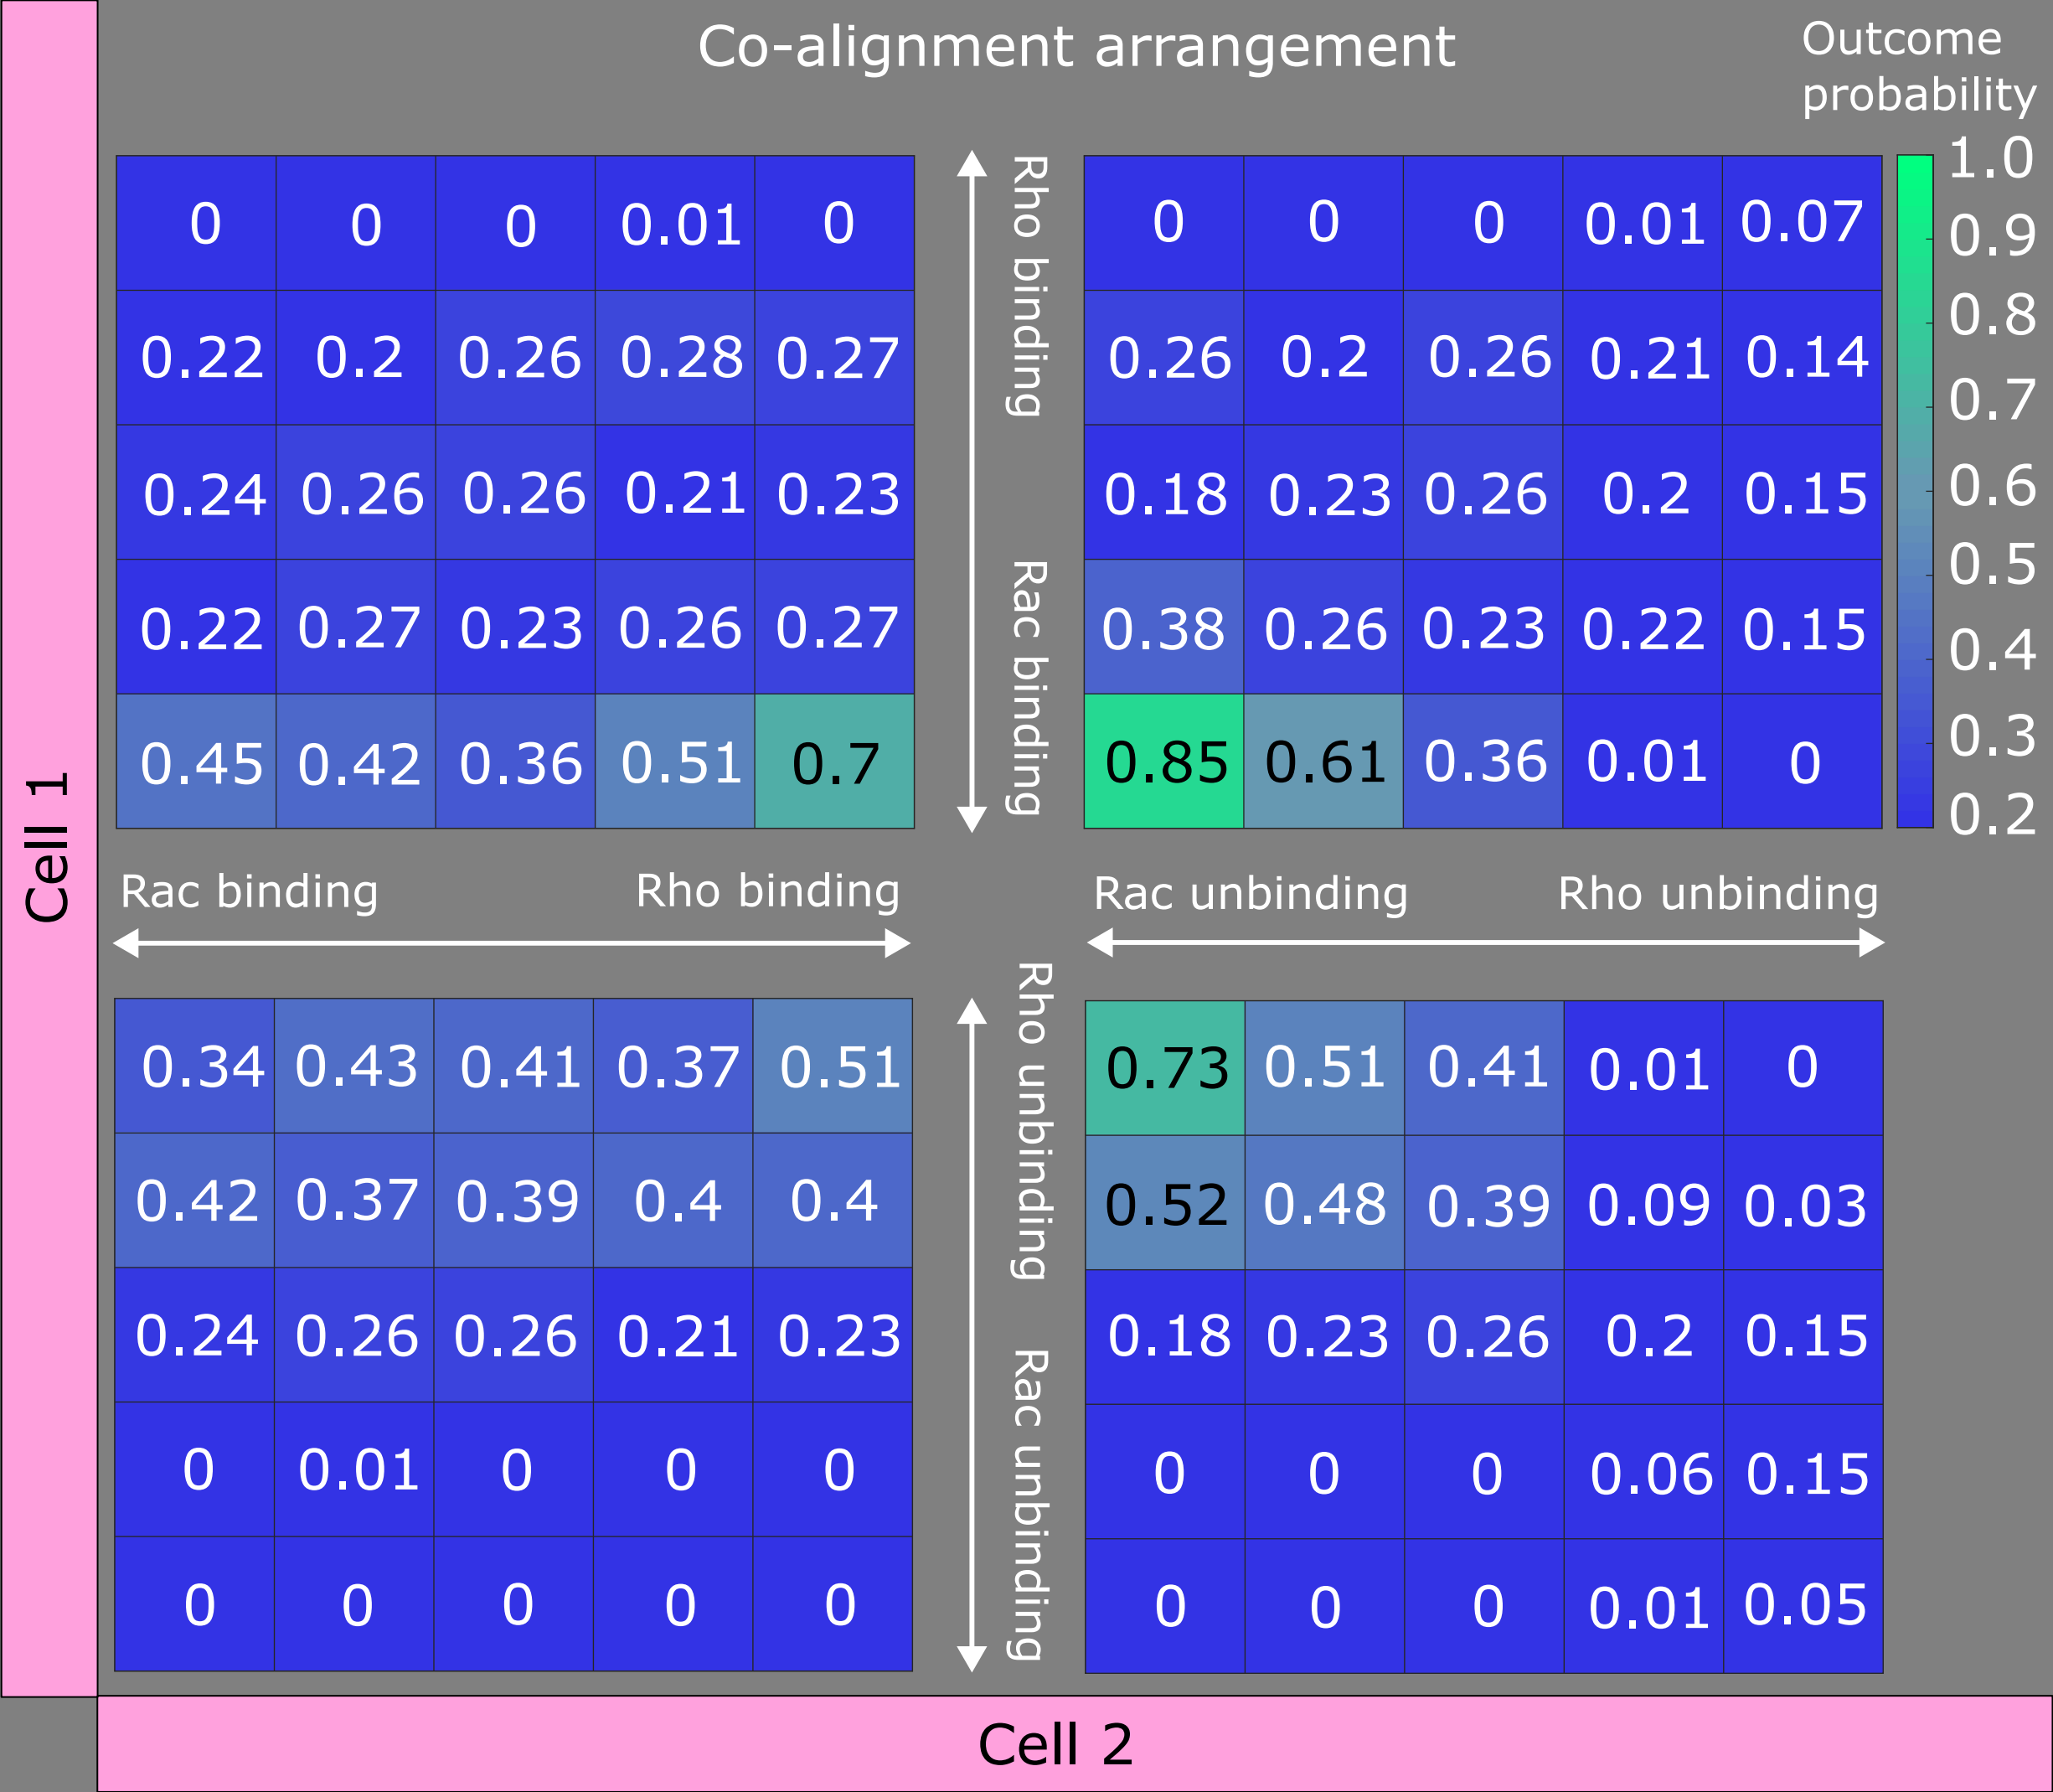 Co-alignment arrangement
Outcome
probability
0 0 0 0.01 0
0.22 0.2 0.26 0.28 0.27
0.24 0.26 0.26 0.21 0.23
0.22 0.27 0.23 0.26 0.27
0.45 0.42 0.36 0.51 0.7
Rho binding
Rac binding
0 0 0 0.01 0.07
0.26 0.2 0.26 0.21 0.14
0.18 0.23 0.26 0.2 0.15
0.38 0.26 0.23 0.22 0.15
0.85 0.61 0.36 0.01 0
1.0
0.9
0.8
0.7
0.6
0.5
0.4
0.3
0.2
Rac binding
Rho binding
Rac unbinding
Rho unbinding
0.34 0.43 0.41 0.37 0.51
0.42 0.37 0.39 0.4 0.4
0.24 0.26 0.26 0.21 0.23
0 0.01 0 0 0
0 0 0 0 0
Rho unbinding
Rac unbinding
0.73 0.51 0.41 0.01 0
0.52 0.48 0.39 0.09 0.03
0.18 0.23 0.26 0.2 0.15
0 0 0 0.06 0.15
0 0 0 0.01 0.05
Cell 1
Cell 2